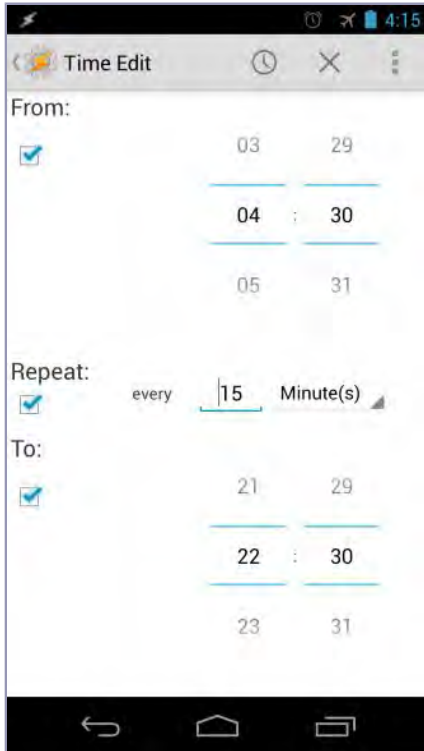 4:15
Time Edit
From:
03 29
04 : 30
05 31
Repeat:
every 15 Minute(s)
To:
21 29
22 : 30
23 31